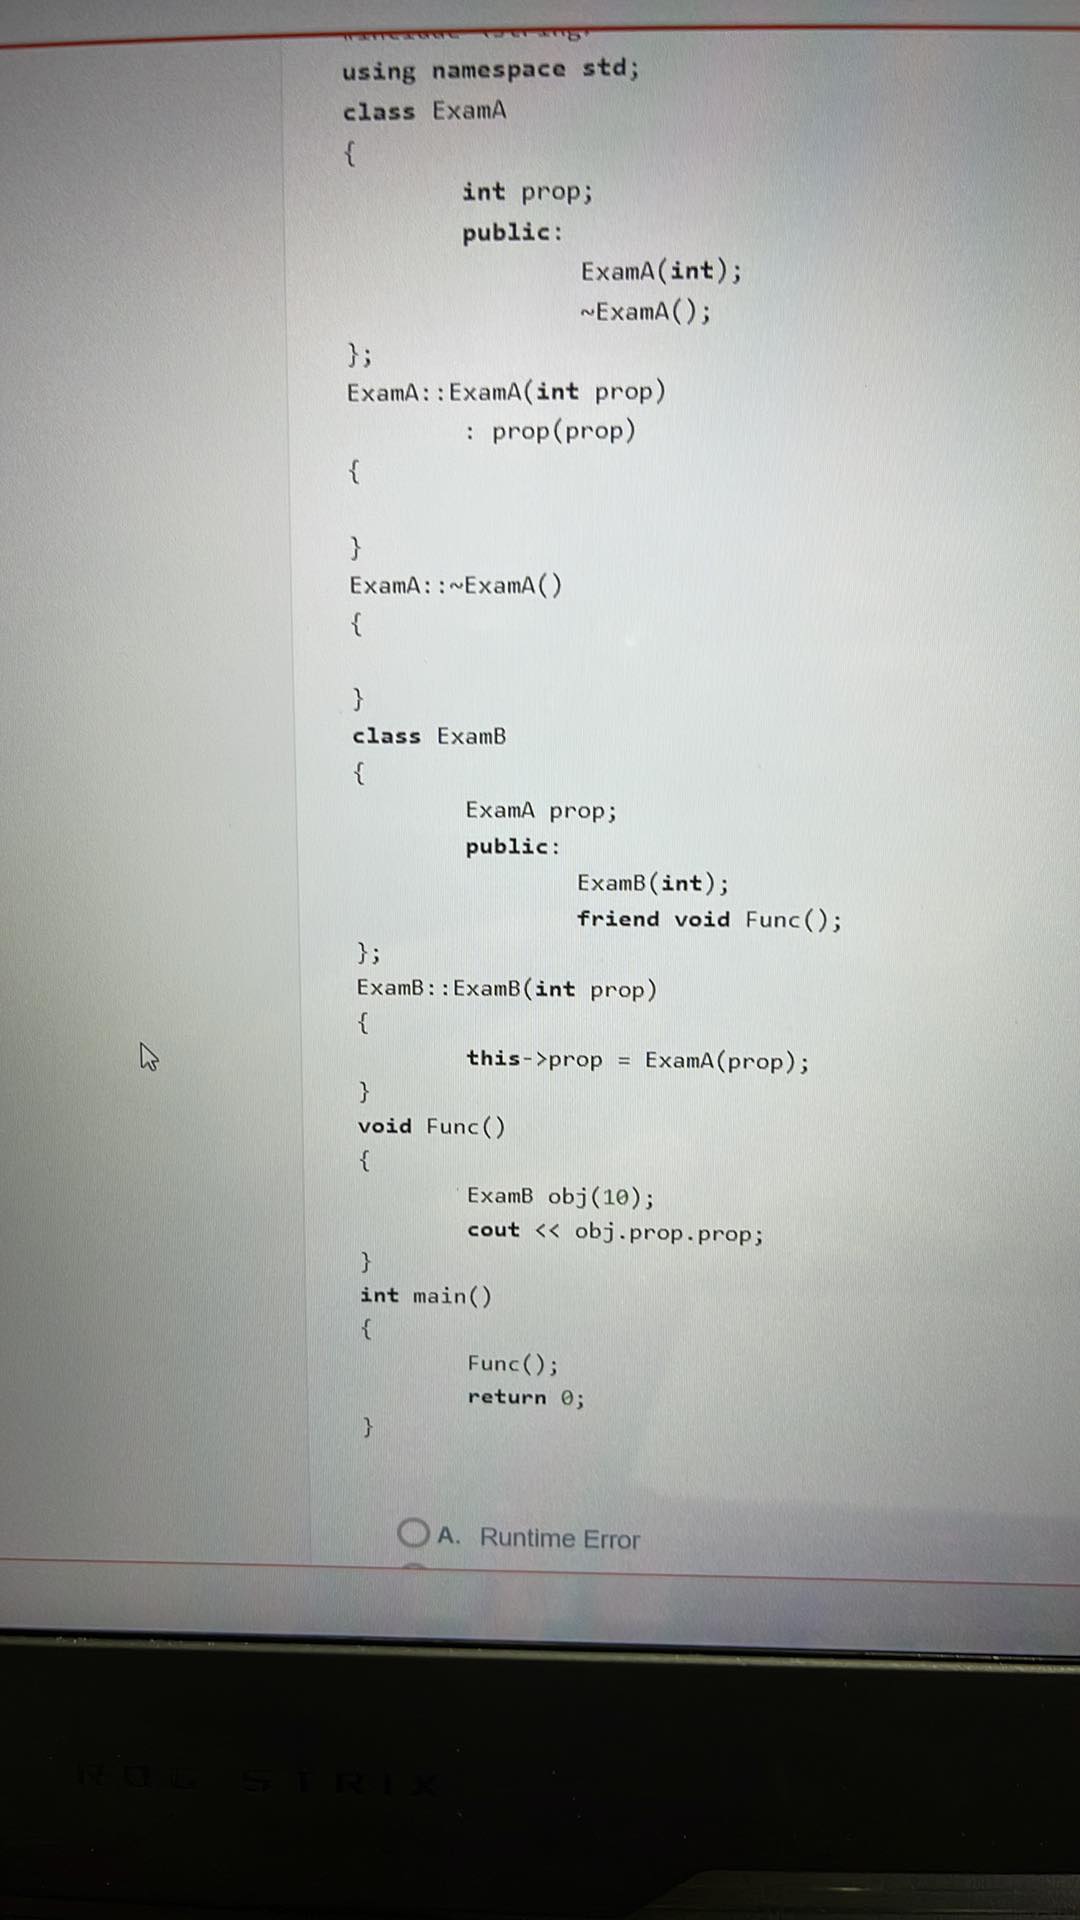 using namespace std;
class ExamA
{
int prop;
public:
ExamA(int);
~ExamA();
};
ExamA::ExamA(int prop)
: prop(prop)
{
}
ExamA::~ExamA()
{
}
class ExamB
{
ExamA prop;
public:
ExamB(int);
friend void Func();
};
ExamB::ExamB(int prop)
{
this->prop = ExamA(prop);
}
void Func()
{
ExamB obj(10);
cout << obj.prop.prop;
}
int main()
{
Func();
return 0;
}
A. Runtime Error
ROG STRIX